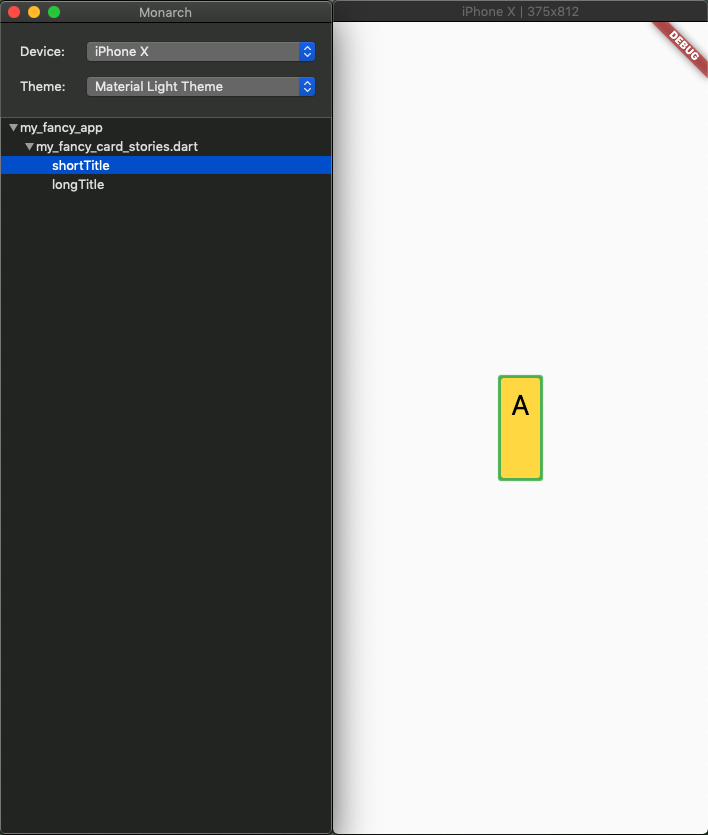 Monarch
iPhone X | 375x812
Device: iPhone X
Theme: Material Light Theme
my_fancy_app
my_fancy_card_stories.dart
shortTitle
longTitle
DEBUG
A